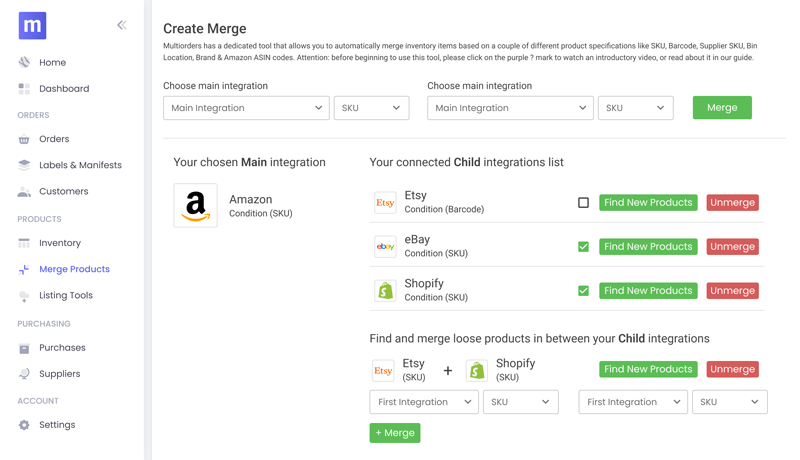 m
Home
Dashboard
ORDERS
Orders
Labels & Manifests
Customers
PRODUCTS
Inventory
Merge Products
Listing Tools
PURCHASING
Purchases
Suppliers
ACCOUNT
Settings
Create Merge
Multiorders has a dedicated tool that allows you to automatically merge inventory items based on a couple of different product specifications like SKU, Barcode, Supplier SKU, Bin
Location, Brand & Amazon ASIN codes. Attention: before beginning to use this tool, please click on the purple ? mark to watch an introductory video, or read about it in our guide.
Choose main integration Choose main integration
Main Integration SKU Main Integration SKU Merge
Your chosen Main integration
a
Amazon
Condition (SKU)
Your connected Child integrations list
Etsy Etsy Find New Products Unmerge
Condition (Barcode)
ebay eBay Find New Products Unmerge
Condition (SKU)
Shopify Find New Products Unmerge
Condition (SKU)
Find and merge loose products in between your Child integrations
Etsy Etsy + Shopify Find New Products Unmerge
(SKU) (SKU)
First Integration SKU First Integration SKU
+ Merge